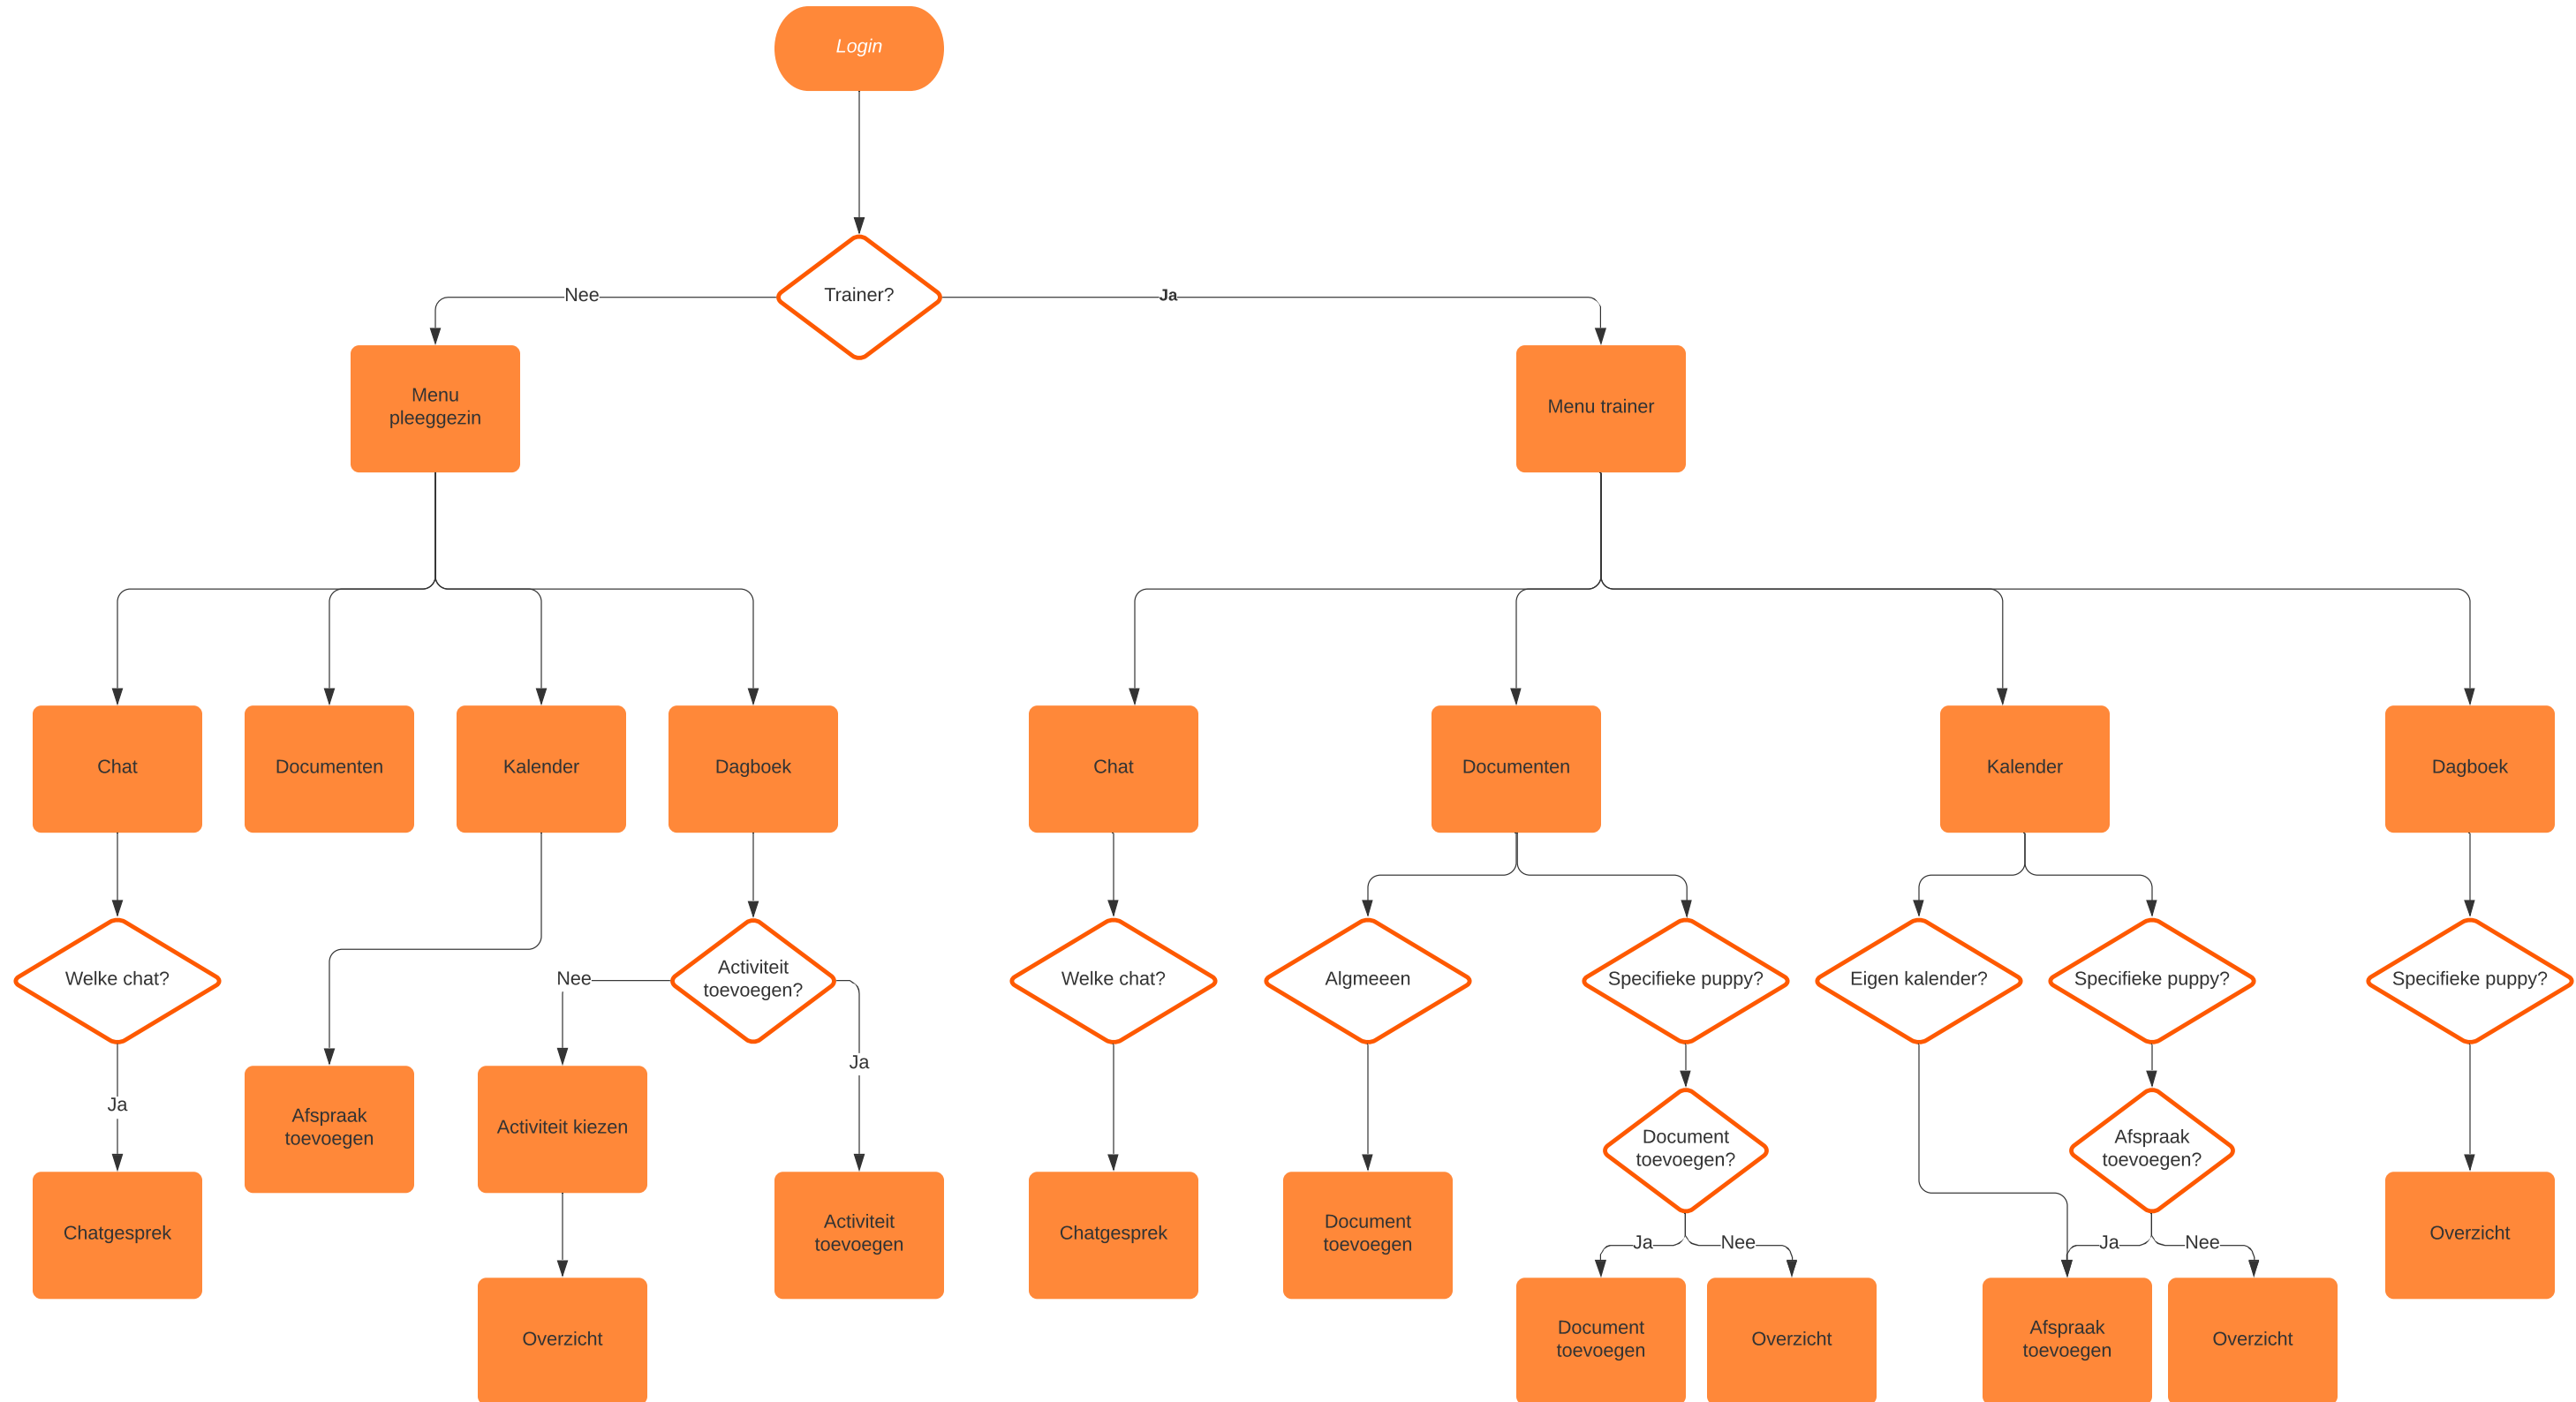 Login
Trainer?
Nee
Ja
Menu
pleeggezin
Menu trainer
Chat
Documenten
Kalender
Dagboek
Chat
Documenten
Kalender
Dagboek
Welke chat?
Nee
Activiteit
toevoegen?
Welke chat?
Algmeeen
Specifieke puppy?
Eigen kalender?
Specifieke puppy?
Specifieke puppy?
Ja
Ja
Afspraak
toevoegen
Activiteit kiezen
Document
toevoegen?
Afspraak
toevoegen?
Chatgesprek
Activiteit
toevoegen
Chatgesprek
Document
toevoegen
Ja
Nee
Ja
Nee
Overzicht
Overzicht
Document
toevoegen
Overzicht
Afspraak
toevoegen
Overzicht